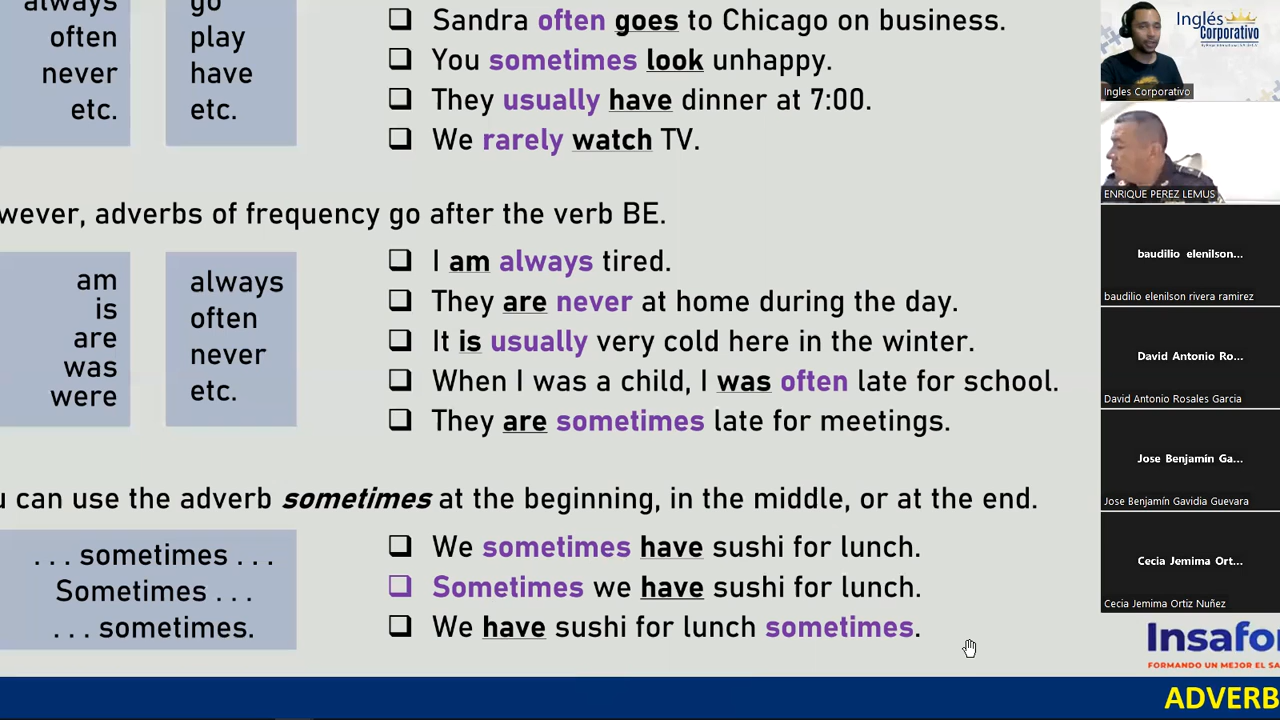 always
often
never
etc.
go
play
have
etc.
Sandra often goes to Chicago on business.
You sometimes look unhappy.
They usually have dinner at 7:00.
We rarely watch TV.
wever, adverbs of frequency go after the verb BE.
am
is
are
was
were
always
often
never
etc.
I am always tired.
They are never at home during the day.
It is usually very cold here in the winter.
When I was a child, I was often late for school.
They are sometimes late for meetings.
u can use the adverb sometimes at the beginning, in the middle, or at the end.
. . . sometimes . . .
Sometimes . . .
. . . sometimes.
We sometimes have sushi for lunch.
Sometimes we have sushi for lunch.
We have sushi for lunch sometimes.
Inglés
Corporativo
Ingles Corporativo
ENRIQUE PEREZ LEMUS
baudilio elenilson...
baudilio elenilson rivera ramirez
David Antonio Ro...
David Antonio Rosales Garcia
Jose Benjamín Ga...
Jose Benjamín Gavidia Guevara
Cecia Jemima Ort...
Cecia Jemima Ortiz Nuñez
Insafo
FORMANDO UN MEJOR EL SA
ADVERB